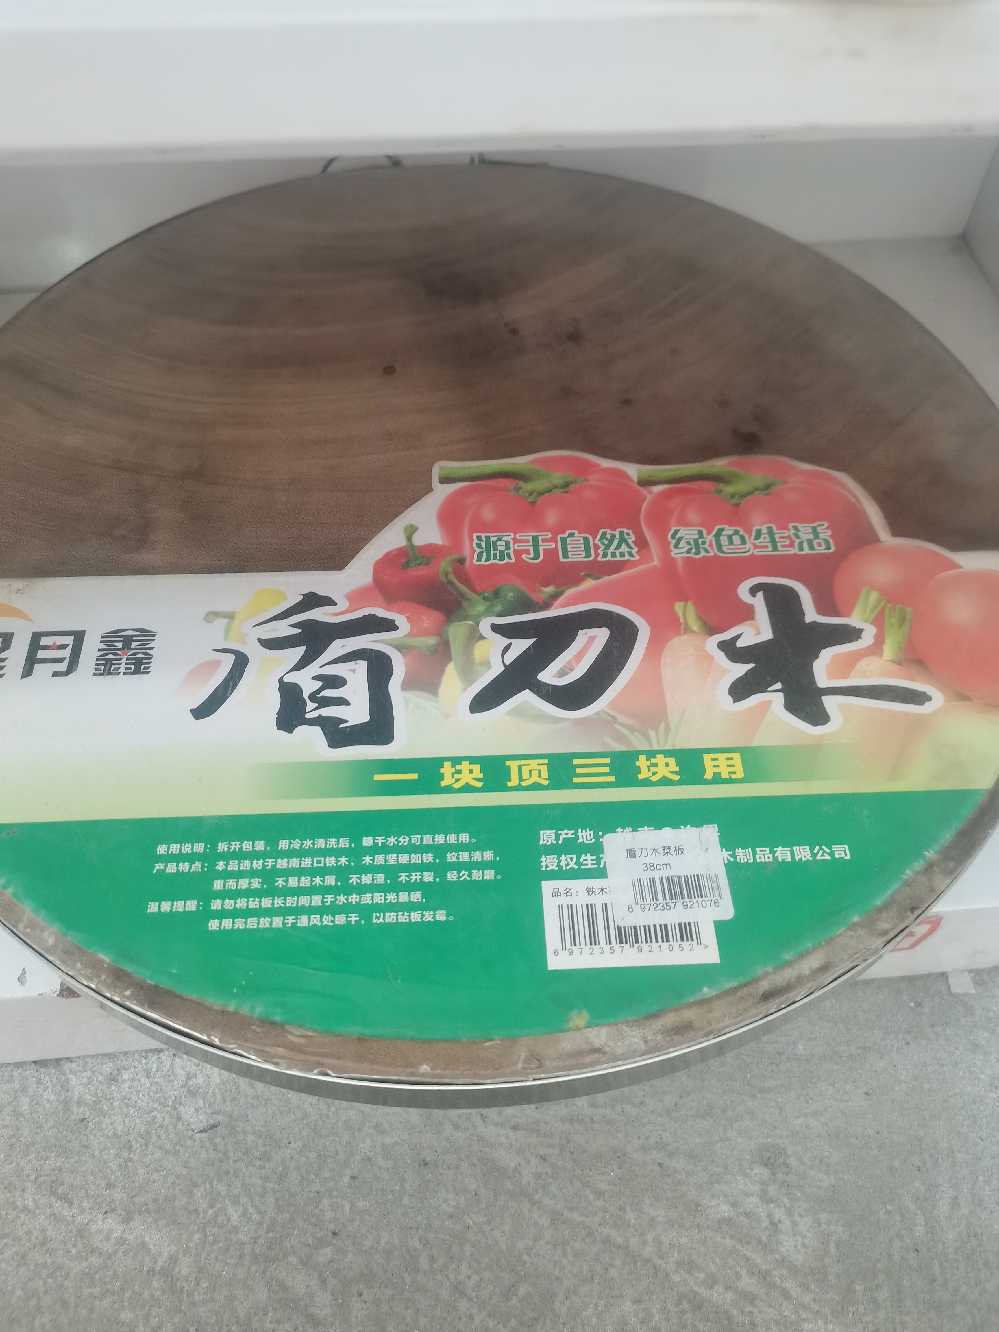 源于自然 绿色生活
月鑫
盾刀木
一块顶三块用
使用说明：拆开包装，用冷水清洗后，晾干水分可直接使用。
产品特点：本品选材于越南进口铁木，木质坚硬如铁，纹理清晰，
重而厚实，不易起木屑，不掉渣，不开裂，经久耐磨。
温馨提醒：请勿将砧板长时间置于水中或阳光暴晒，
使用完后放置于通风处晾干，以防砧板发霉。
原产地：
授权生 木制品有限公司
盾刀木菜板
38cm
6 972357 921076
品名：铁木
6 972357 921052 >